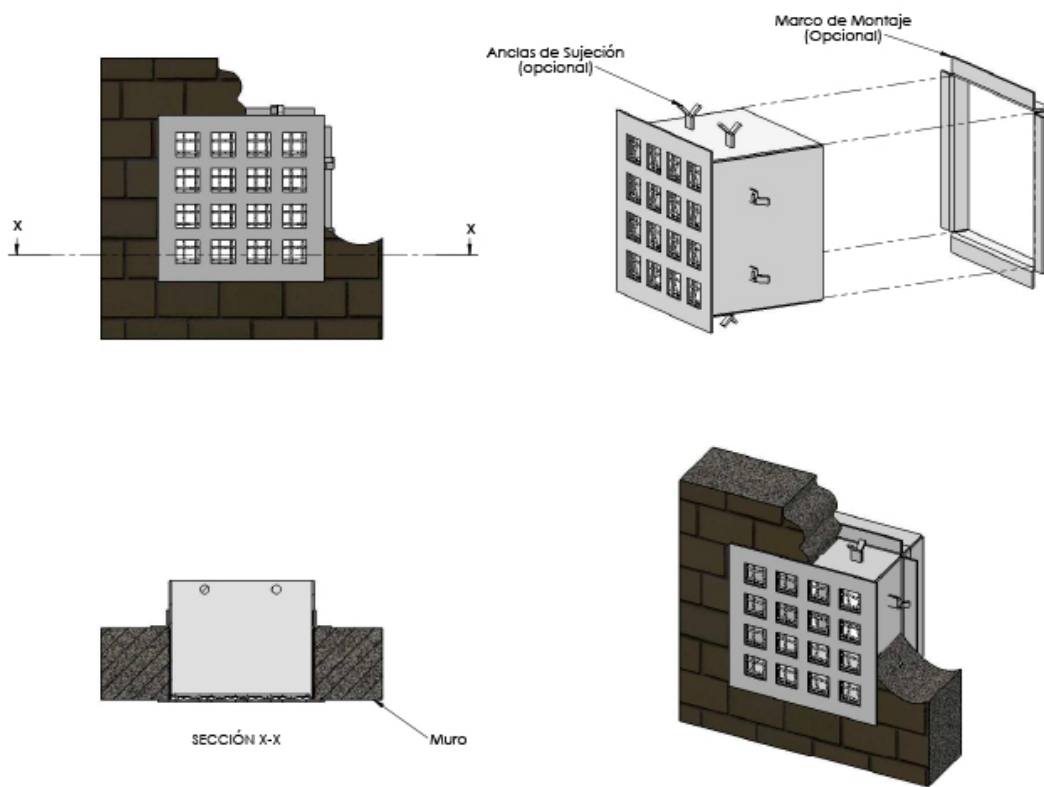 Marco de Montaje
(Opcional)
Anclas de Sujeción
(opcional)
X
X
SECCIÓN X-X
Muro